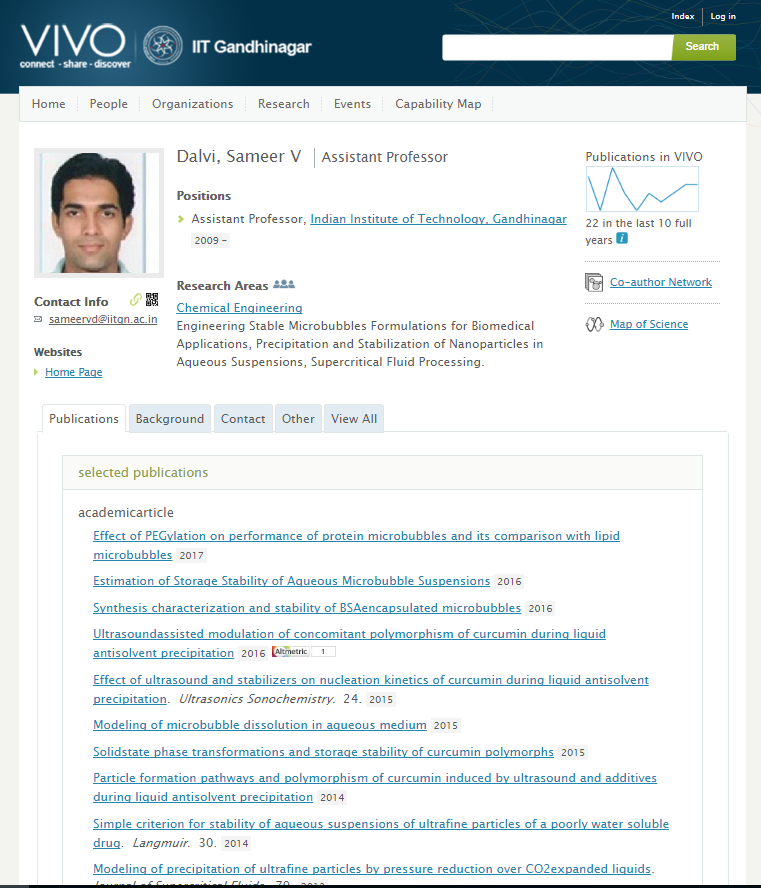 Index Log in
VIVO
connect - share - discover
IIT Gandhinagar
Search
Home People Organizations Research Events Capability Map
Dalvi, Sameer V Assistant Professor
Positions
Assistant Professor, Indian Institute of Technology, Gandhinagar
2009 -
Research Areas
Chemical Engineering
Engineering Stable Microbubbles Formulations for Biomedical
Applications, Precipitation and Stabilization of Nanoparticles in
Aqueous Suspensions, Supercritical Fluid Processing.
Contact Info
sameervd@iitgn.ac.in
Websites
Home Page
Publications in VIVO
22 in the last 10 full
years i
Co-author Network
Map of Science
Publications Background Contact Other View All
selected publications
academicarticle
Effect of PEGylation on performance of protein microbubbles and its comparison with lipid
microbubbles 2017
Estimation of Storage Stability of Aqueous Microbubble Suspensions 2016
Synthesis characterization and stability of BSAencapsulated microbubbles 2016
Ultrasoundassisted modulation of concomitant polymorphism of curcumin during liquid
antisolvent precipitation 2016 Altmetric 1
Effect of ultrasound and stabilizers on nucleation kinetics of curcumin during liquid antisolvent
precipitation. Ultrasonics Sonochemistry. 24. 2015
Modeling of microbubble dissolution in aqueous medium 2015
Solidstate phase transformations and storage stability of curcumin polymorphs 2015
Particle formation pathways and polymorphism of curcumin induced by ultrasound and additives
during liquid antisolvent precipitation 2014
Simple criterion for stability of aqueous suspensions of ultrafine particles of a poorly water soluble
drug. Langmuir. 30. 2014
Modeling of precipitation of ultrafine particles by pressure reduction over CO2expanded liquids.
Journal of Supercritical Fluids. 79. 2013